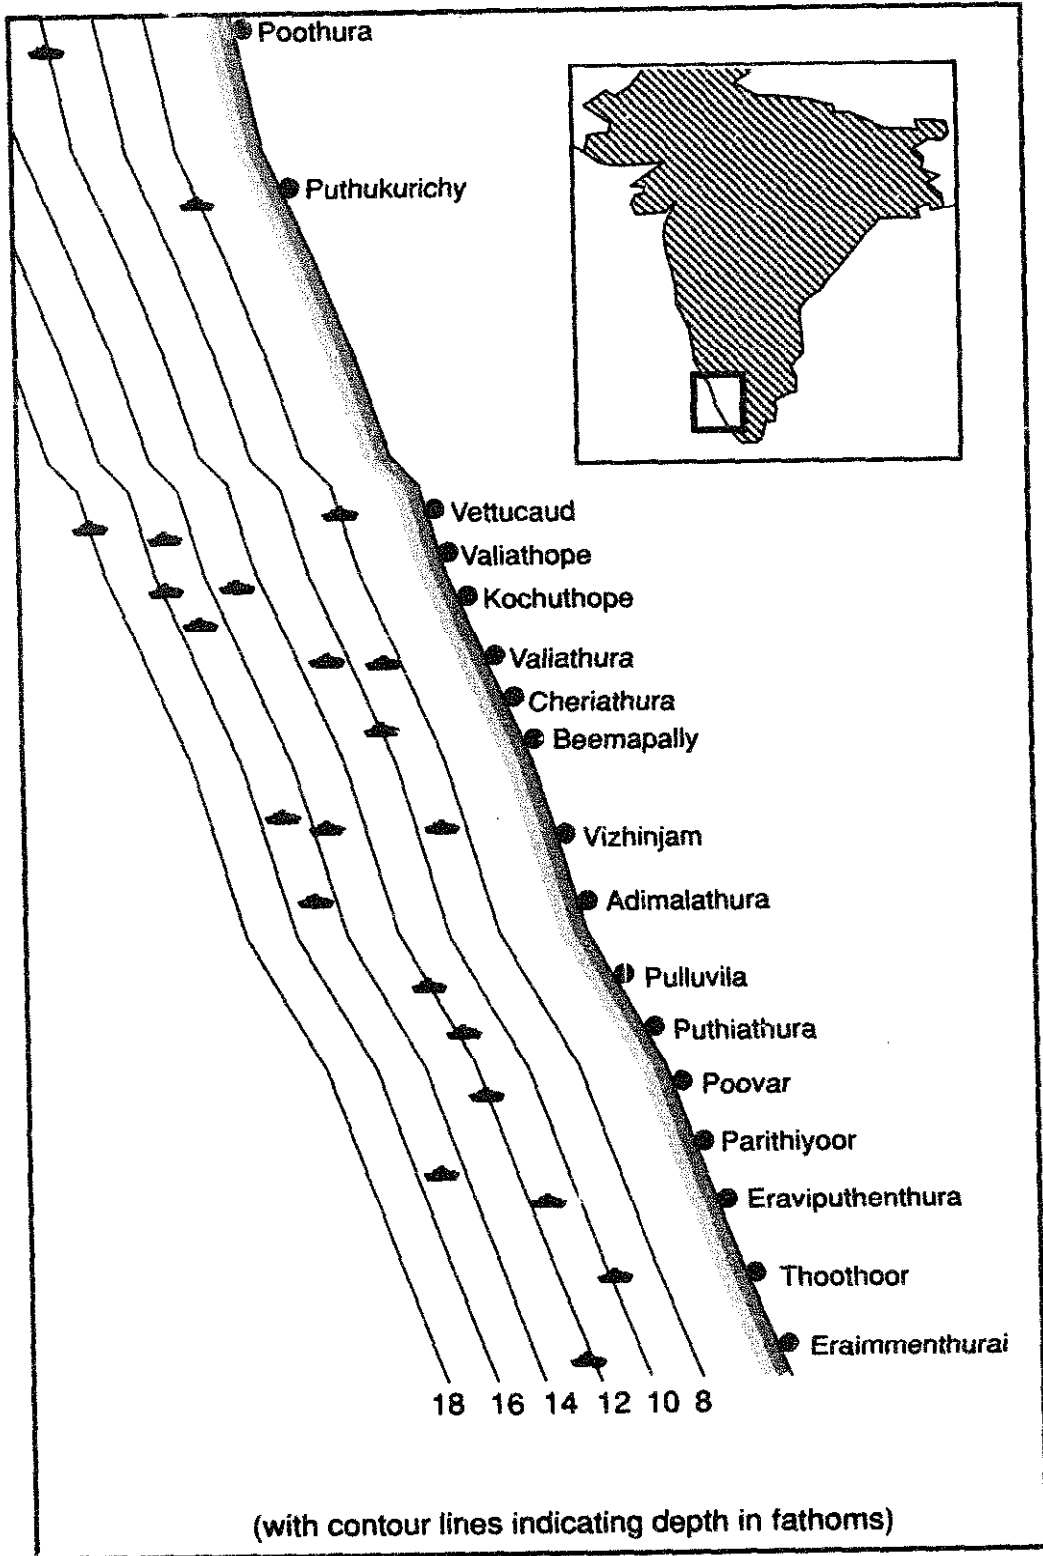 Poothura
Puthukurichy
Vettucaud
Valiathope
Kochuthope
Valiathura
Cheriathura
Beemapally
Vizhinjam
Adimalathura
Pulluvila
Puthiathura
Poovar
Parithiyoor
Eraviputhenthura
Thoothoor
Eraimmenthurai
18 16 14 12 10 8
(with contour lines indicating depth in fathoms)